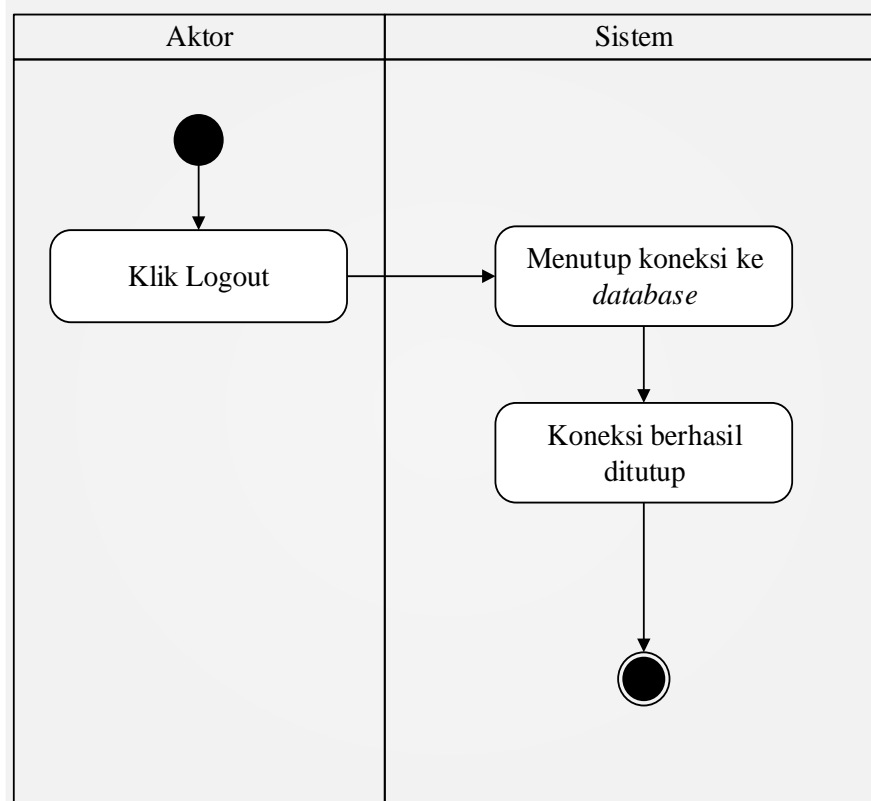 Aktor
Sistem
Klik Logout
Menutup koneksi ke
database
Koneksi berhasil
ditutup